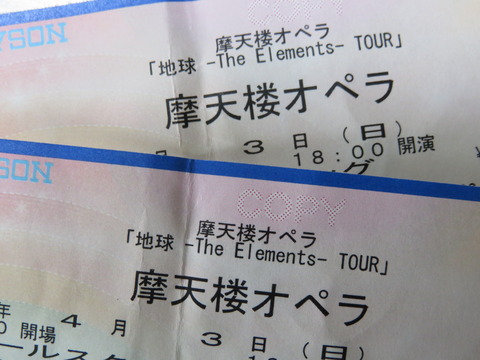 摩天楼オペラ
「地球 -The Elements- TOUR」
摩天楼オペラ
3 日 (日)
18:00 開演
SON
COPY
摩天楼オペラ
「地球 -The Elements- TOUR」
摩天楼オペラ
年 4 月 3 日 (日)
開場